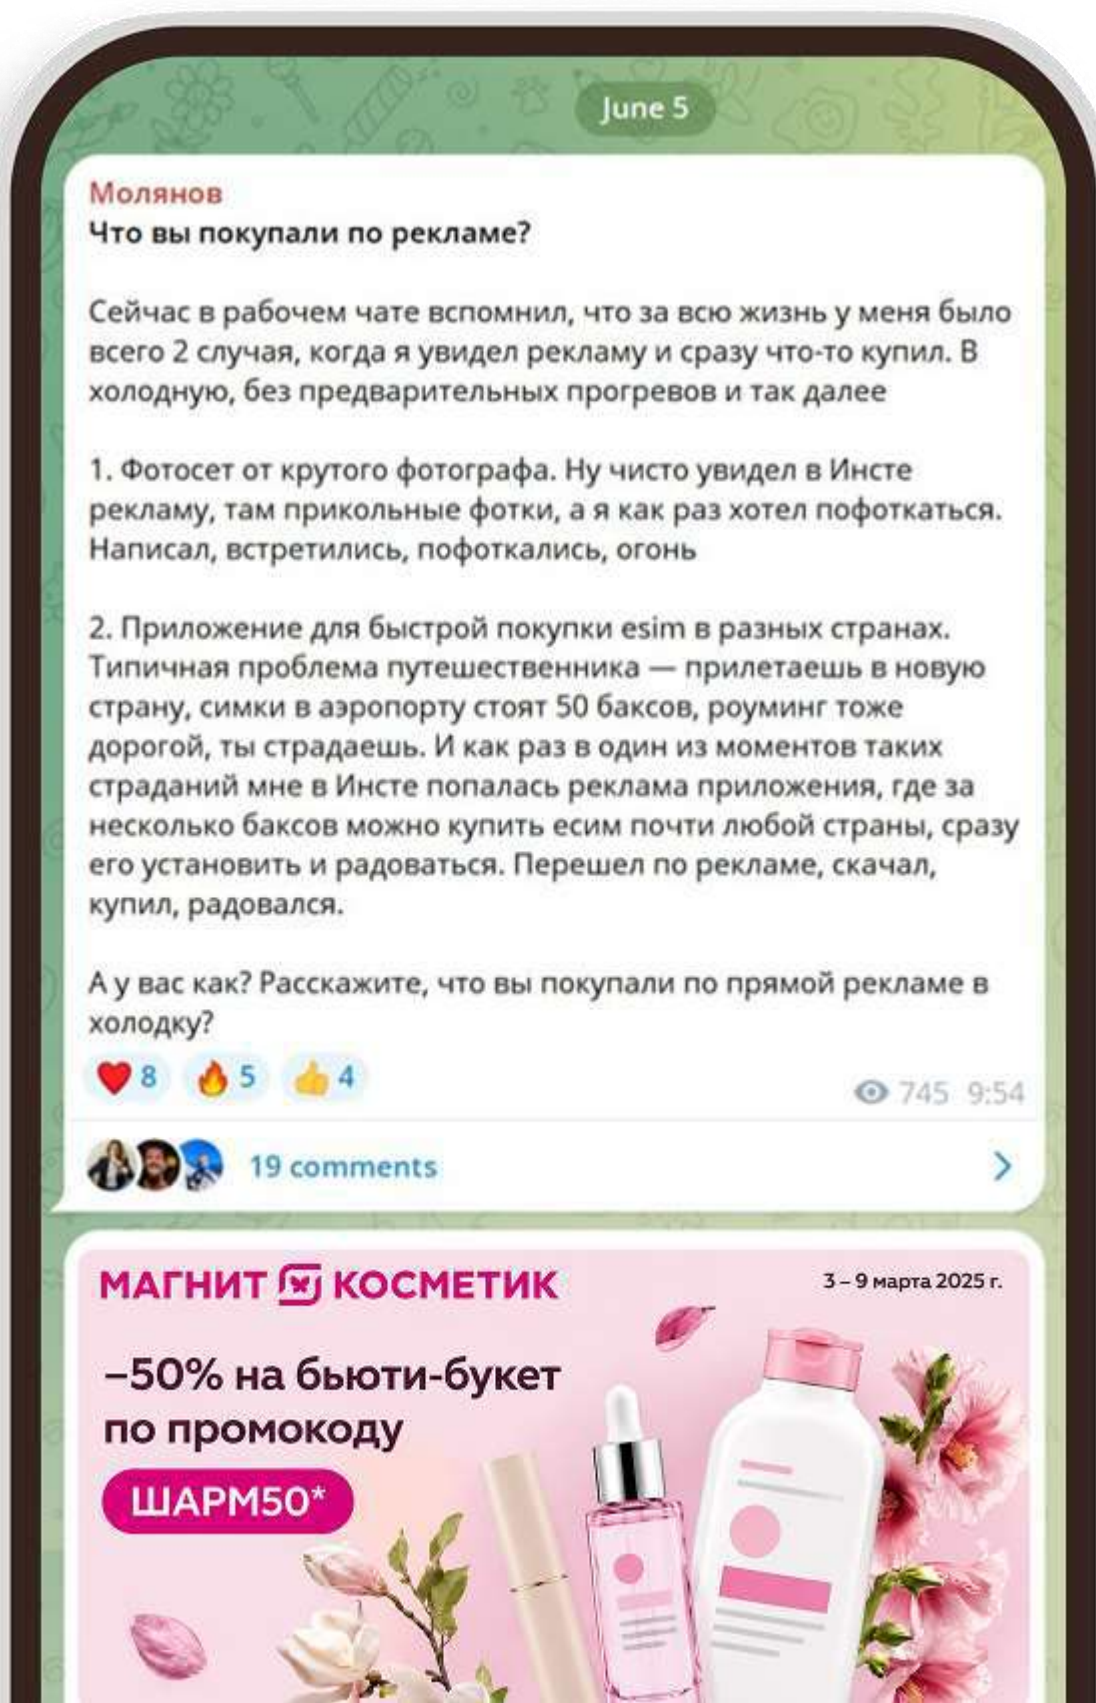 June 5
Молянов
Что вы покупали по рекламе?
Сейчас в рабочем чате вспомнил, что за всю жизнь у меня было
всего 2 случая, когда я увидел рекламу и сразу что-то купил. В
холодную, без предварительных прогревов и так далее
1. Фотосет от крутого фотографа. Ну чисто увидел в Инсте
рекламу, там прикольные фотки, а я как раз хотел пофоткаться.
Написал, встретились, пофоткались, огонь
2. Приложение для быстрой покупки esim в разных странах.
Типичная проблема путешественника — прилетаешь в новую
страну, симки в аэропорту стоят 50 баксов, роуминг тоже
дорогой, ты страдаешь. И как раз в один из моментов таких
страданий мне в Инсте попалась реклама приложения, где за
несколько баксов можно купить есим почти любой страны, сразу
его установить и радоваться. Перешел по рекламе, скачал,
купил, радовался.
А у вас как? Расскажите, что вы покупали по прямой рекламе в
холодку?
❤️ 8 🔥 5 👍 4
745 9:54
19 comments
МАГНИТ КОСМЕТИК
3 – 9 марта 2025 г.
–50% на бьюти-букет
по промокоду
ШАРМ50*